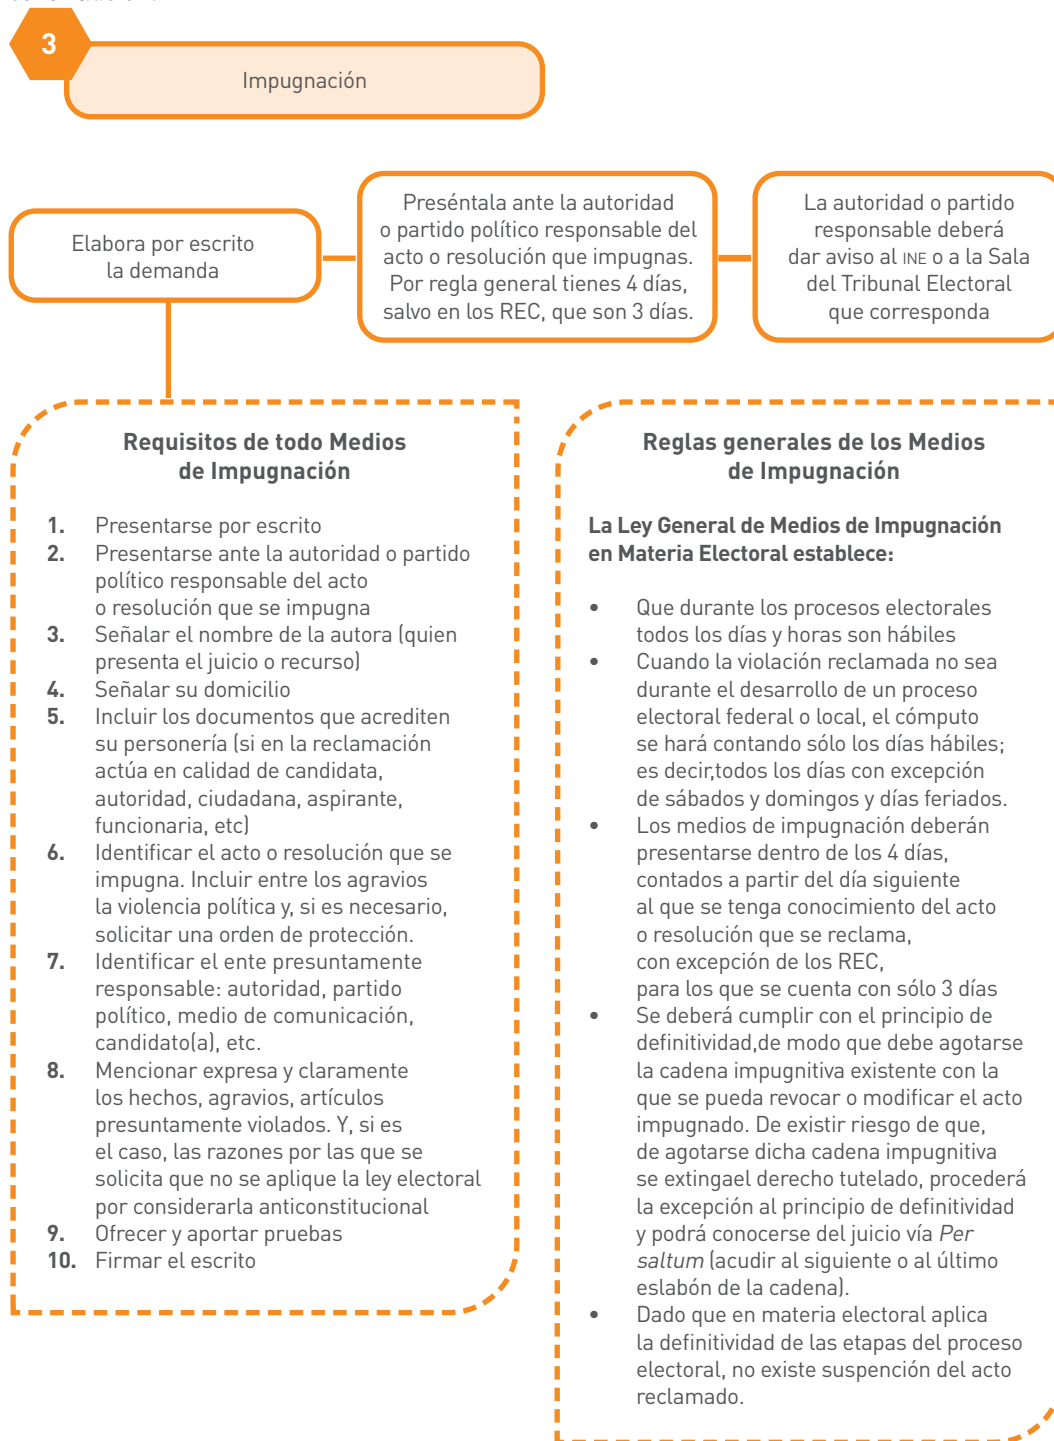 3
Impugnación
Elabora por escrito
la demanda
Preséntala ante la autoridad
o partido político responsable del
acto o resolución que impugnas.
Por regla general tienes 4 días,
salvo en los REC, que son 3 días.
La autoridad o partido
responsable deberá
dar aviso al INE o a la Sala
del Tribunal Electoral
que corresponda
Requisitos de todo Medios
de Impugnación
1. Presentarse por escrito
2. Presentarse ante la autoridad o partido
político responsable del acto
o resolución que se impugna
3. Señalar el nombre de la autora (quien
presenta el juicio o recurso)
4. Señalar su domicilio
5. Incluir los documentos que acrediten
su personería (si en la reclamación
actúa en calidad de candidata,
autoridad, ciudadana, aspirante,
funcionaria, etc)
6. Identificar el acto o resolución que se
impugna. Incluir entre los agravios
la violencia política y, si es necesario,
solicitar una orden de protección.
7. Identificar el ente presuntamente
responsable: autoridad, partido
político, medio de comunicación,
candidato(a), etc.
8. Mencionar expresa y claramente
los hechos, agravios, artículos
presuntamente violados. Y, si es
el caso, las razones por las que se
solicita que no se aplique la ley electoral
por considerarla anticonstitucional
9. Ofrecer y aportar pruebas
10. Firmar el escrito
Reglas generales de los Medios
de Impugnación
La Ley General de Medios de Impugnación
en Materia Electoral establece:
• Que durante los procesos electorales
todos los días y horas son hábiles
• Cuando la violación reclamada no sea
durante el desarrollo de un proceso
electoral federal o local, el cómputo
se hará contando sólo los días hábiles;
es decir,todos los días con excepción
de sábados y domingos y días feriados.
• Los medios de impugnación deberán
presentarse dentro de los 4 días,
contados a partir del día siguiente
al que se tenga conocimiento del acto
o resolución que se reclama,
con excepción de los REC,
para los que se cuenta con sólo 3 días
• Se deberá cumplir con el principio de
definitividad,de modo que debe agotarse
la cadena impugnitiva existente con la
que se pueda revocar o modificar el acto
impugnado. De existir riesgo de que,
de agotarse dicha cadena impugnitiva
se extingael derecho tutelado, procederá
la excepción al principio de definitividad
y podrá conocerse del juicio vía Per
saltum (acudir al siguiente o al último
eslabón de la cadena).
• Dado que en materia electoral aplica
la definitividad de las etapas del proceso
electoral, no existe suspención del acto
reclamado.